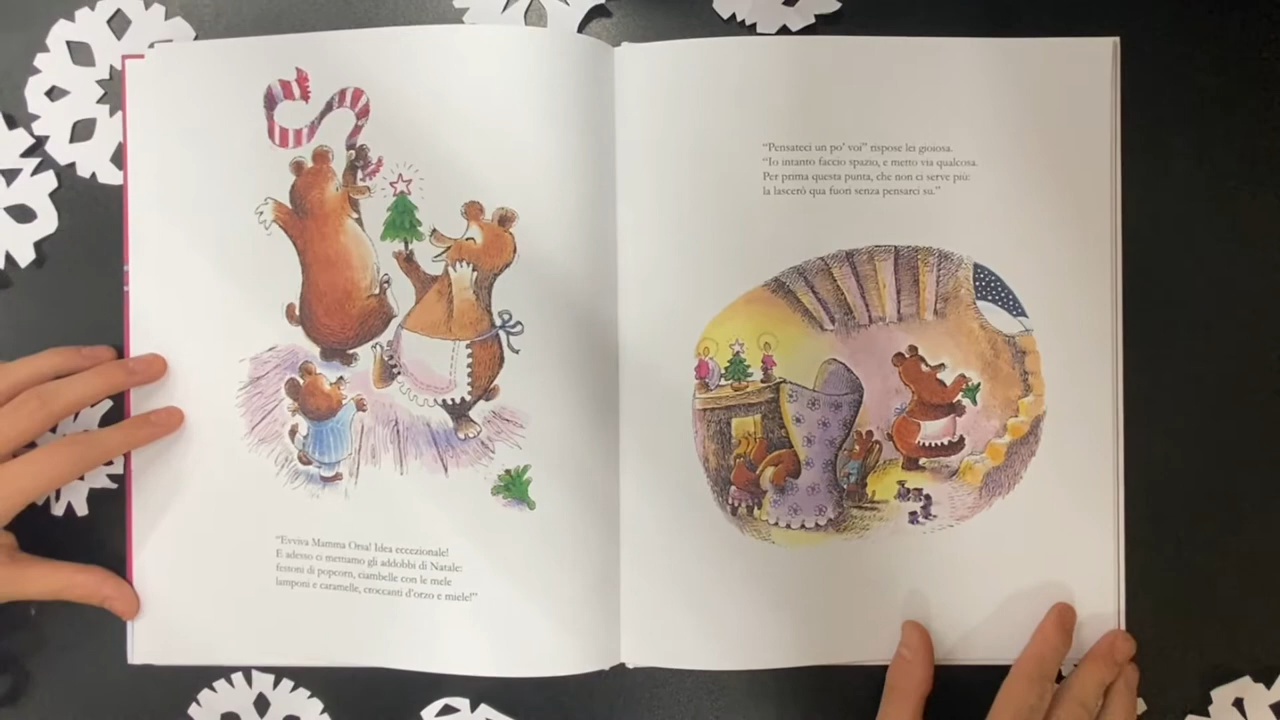 “Evviva Mamma Orsa! Idea eccezionale!
E adesso ci mettiamo gli addobbi di Natale:
festoni di popcorn, ciambelle con le mele
lamponi e caramelle, croccanti d’orzo e miele!”
“Pensateci un po’ voi” rispose lei gioiosa.
“Io intanto faccio spazio, e metto via qualcosa.
Per prima questa punta, che non ci serve più:
la lascerò qua fuori senza pensarci su.”